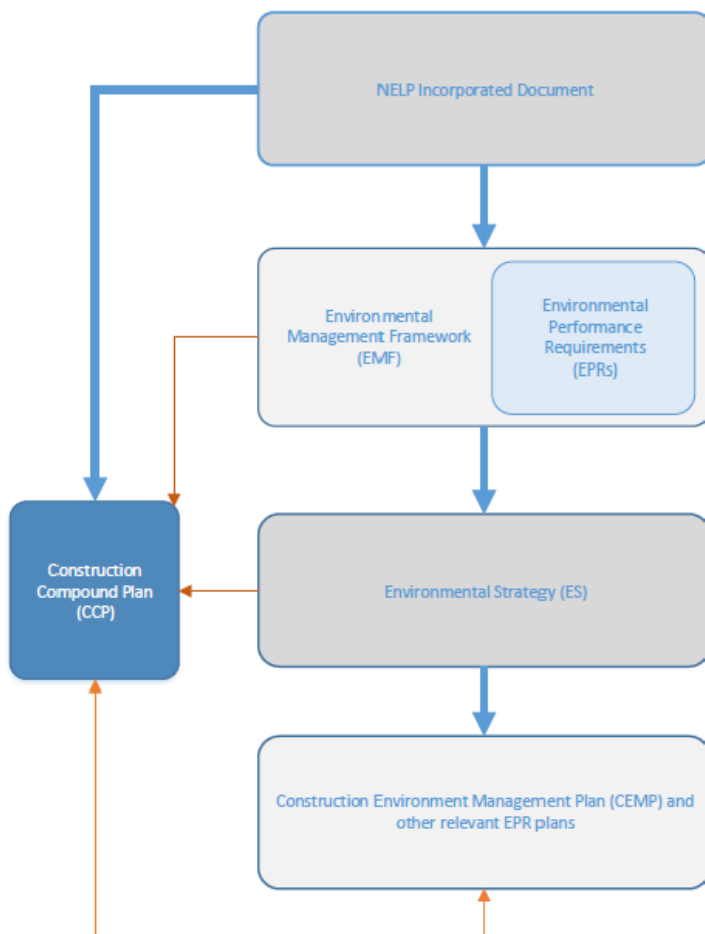 NELP Incorporated Document
Environmental
Management Framework
(EMF)
Environmental
Performance
Requirements
(EPRs)
Construction
Compound Plan
(CCP)
Environmental Strategy (ES)
Construction Environment Management Plan (CEMP) and
other relevant EPR plans